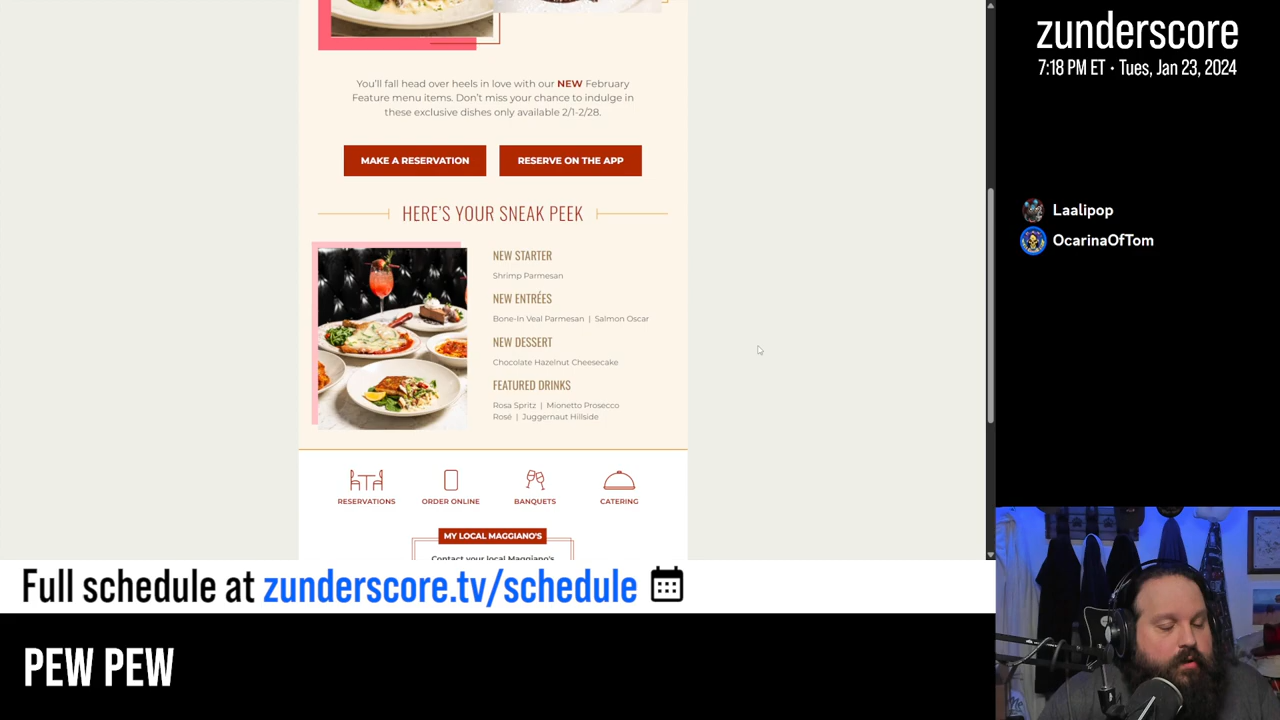 zunderscore
7:18 PM ET • Tues, Jan 23, 2024
Laalipop
OcarinaOfTom
You'll fall head over heels in love with our NEW February
Feature menu items. Don't miss your chance to indulge in
these exclusive dishes only available 2/1-2/28.
MAKE A RESERVATION
RESERVE ON THE APP
HERE'S YOUR SNEAK PEEK
NEW STARTER
Shrimp Parmesan
NEW ENTRÉES
Bone-In Veal Parmesan | Salmon Oscar
NEW DESSERT
Chocolate Hazelnut Cheesecake
FEATURED DRINKS
Rosa Spritz | Mionetto Prosecco
Rosé | Juggernaut Hillside
RESERVATIONS
ORDER ONLINE
BANQUETS
CATERING
MY LOCAL MAGGIANO'S
Contact your local Maggiano's
Full schedule at zunderscore.tv/schedule
PEW PEW